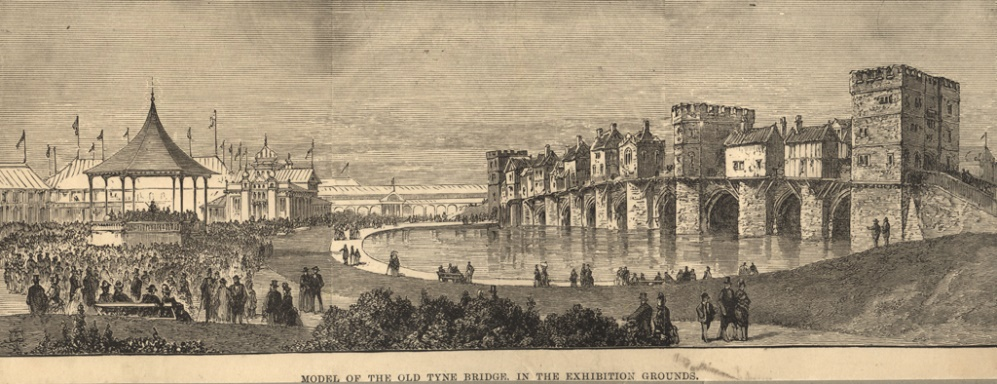 MODEL OF THE OLD TYNE BRIDGE, IN THE EXHIBITION GROUNDS.